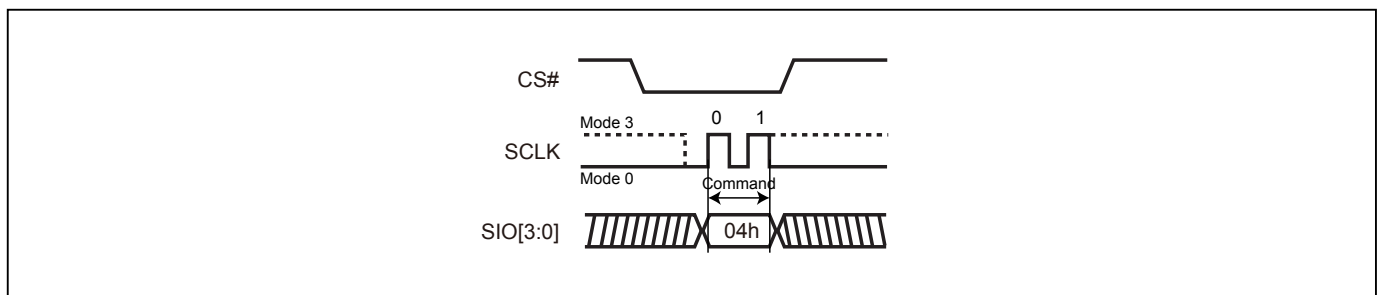 CS#
Mode 3 0 1
SCLK
Mode 0 Command
SIO[3:0] 04h